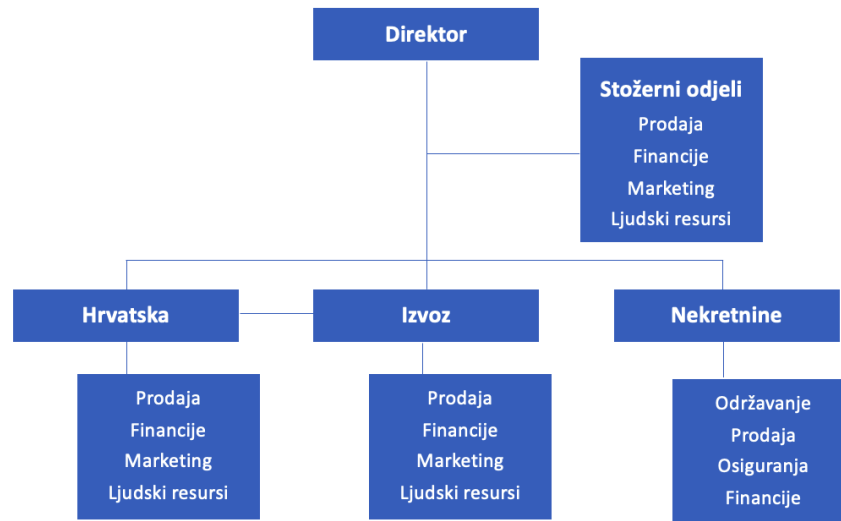 Direktor
Stožerni odjeli
Prodaja
Financije
Marketing
Ljudski resursi
Hrvatska
Izvoz
Nekretnine
Prodaja
Financije
Marketing
Ljudski resursi
Prodaja
Financije
Marketing
Ljudski resursi
Održavanje
Prodaja
Osiguranja
Financije